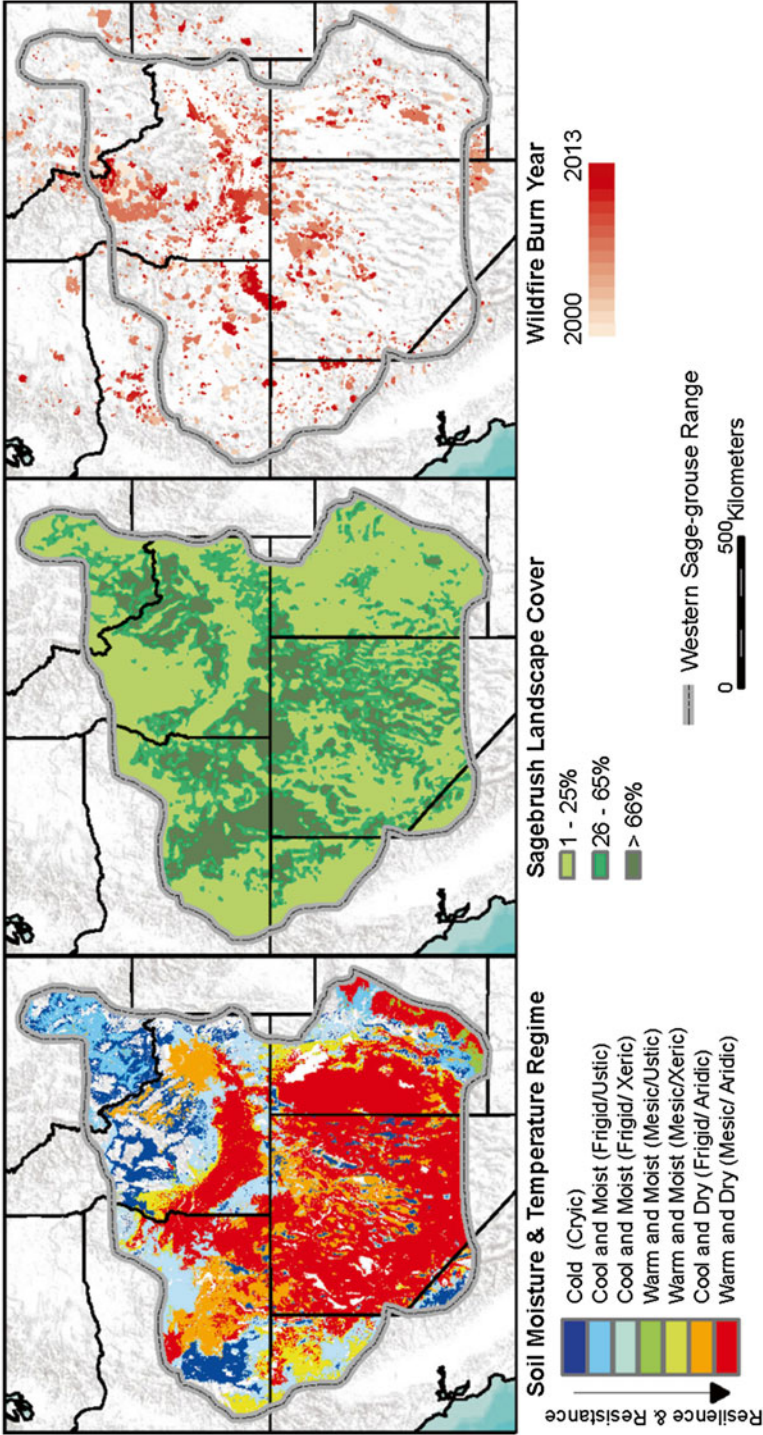 Soil Moisture & Temperature Regime
Resilience & Resistance
Cold (Cryic)
Cool and Moist (Frigid/Ustic)
Cool and Moist (Frigid/ Xeric)
Warm and Moist (Mesic/Ustic)
Warm and Moist (Mesic/Xeric)
Cool and Dry (Frigid/ Aridic)
Warm and Dry (Mesic/ Aridic)
Sagebrush Landscape Cover
1 - 25%
26 - 65%
> 66%
Wildfire Burn Year
2000
2013
Western Sage-grouse Range
0
500
Kilometers